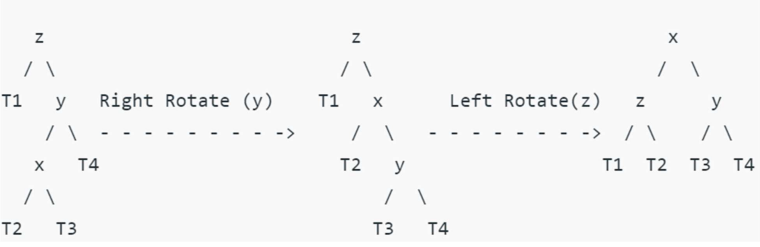 z z x
/ \ / \ / \
T1 y Right Rotate (y) T1 x Left Rotate(z) z y
/ \ - - - - - - - - -> / \ - - - - - - - -> / \ / \
x T4 T2 y T1 T2 T3 T4
/ \ / \
T2 T3 T3 T4